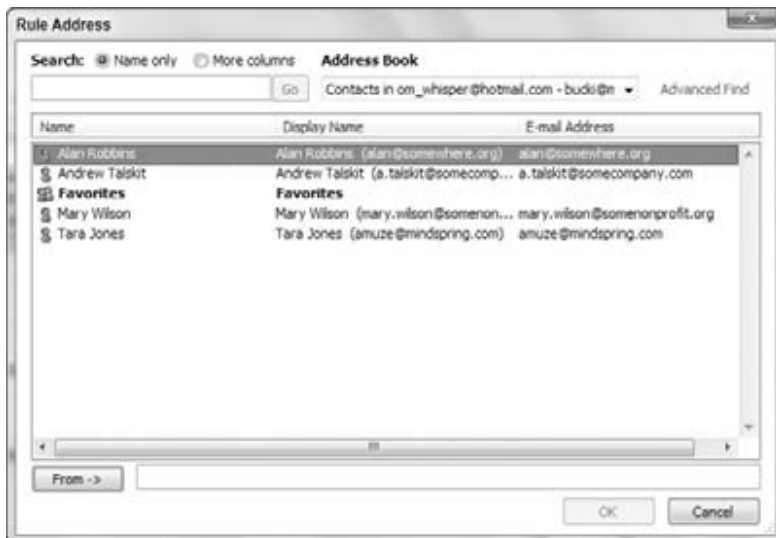 Rule Address
Search: Name only More columns Address Book
Go Contacts in om_whisper@hotmail.com - budki@n Advanced Find
Name Display Name E-mail Address
Alan Robbins Alan Robbins (alan@somewhere.org) alan@somewhere.org
Andrew Talskit Andrew Talskit (a.talskit@somecomp... a.talskit@somecompany.com
Favorites Favorites
Mary Wilson Mary Wilson (mary.wilson@somenon... mary.wilson@somenonprofit.org
Tara Jones Tara Jones (amuze@mindspring.com) amuze@mindspring.com
From ->
OK Cancel